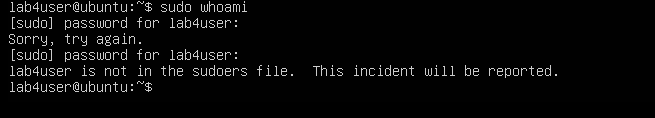 lab4user@ubuntu:~$ sudo whoami
[sudo] password for lab4user:
Sorry, try again.
[sudo] password for lab4user:
lab4user is not in the sudoers file.  This incident will be reported.
lab4user@ubuntu:~$